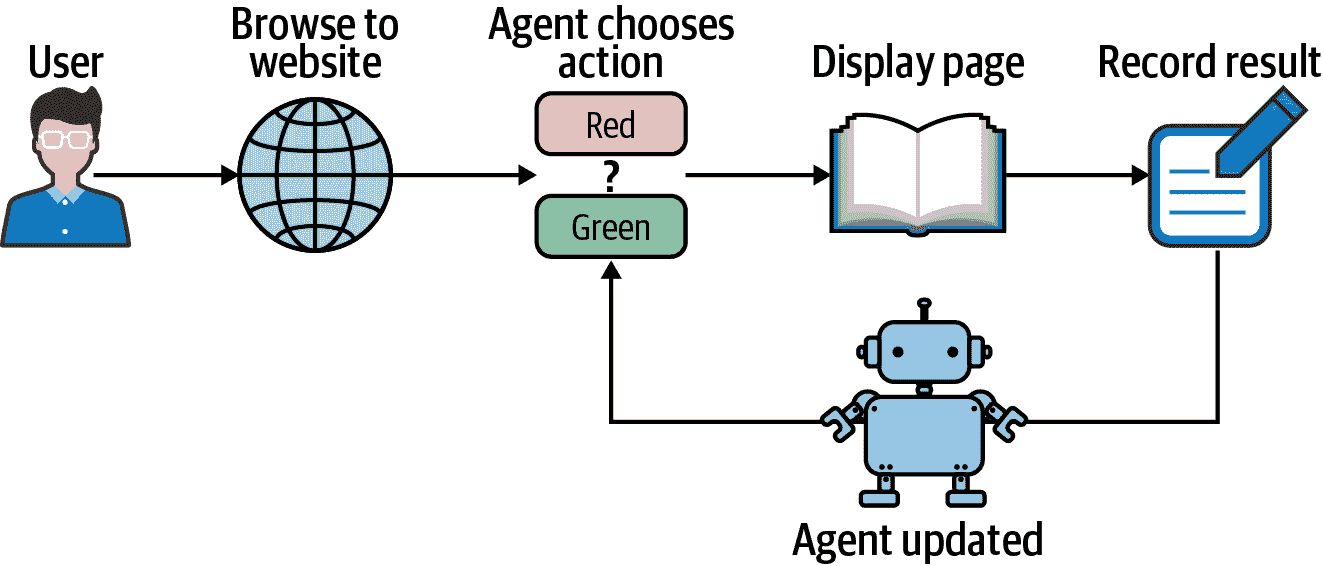 User
Browse to
website
Agent chooses
action
Display page
Record result
Red
?
Green
Agent updated